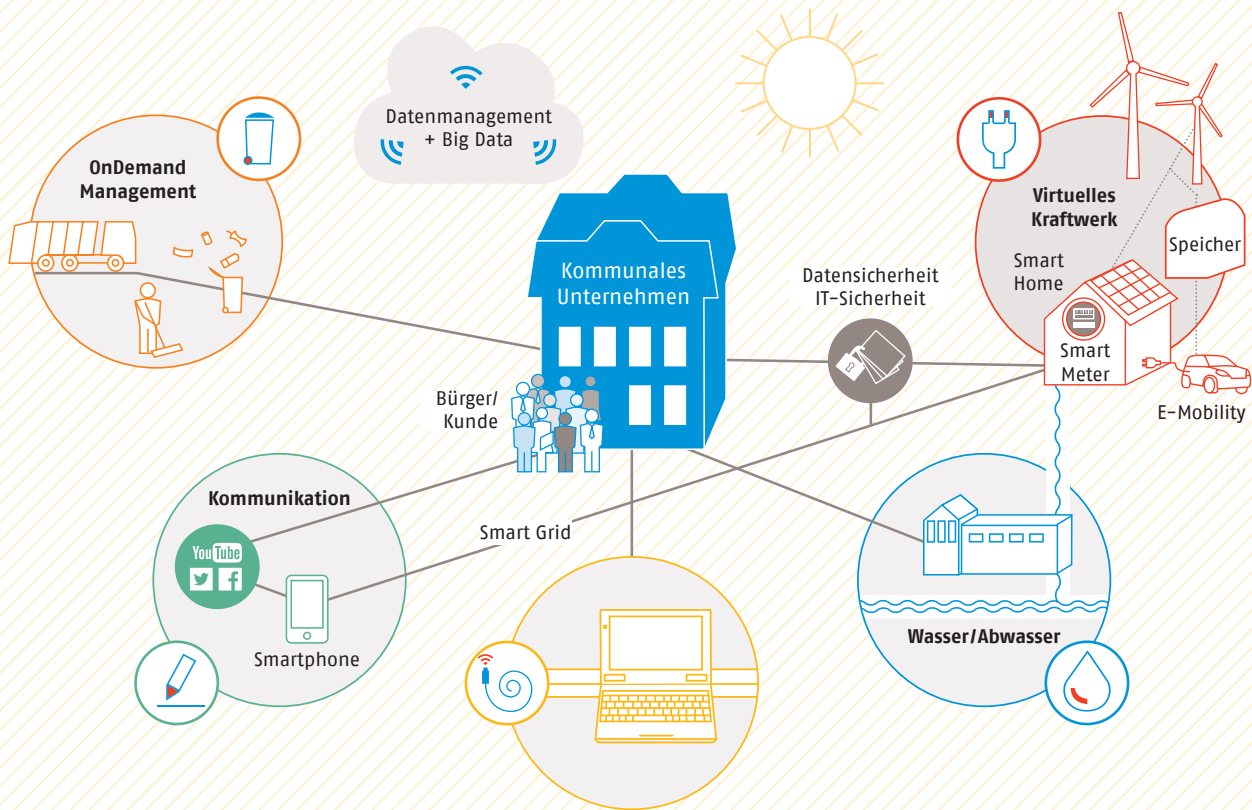 Datenmanagement
+ Big Data
OnDemand
Management
Virtuelles
Kraftwerk
Speicher
Smart
Home
Kommunales
Unternehmen
Datensicherheit
IT-Sicherheit
Smart
Meter
Bürger/
Kunde
E-Mobility
Kommunikation
Smart Grid
YouTube
Smartphone
Wasser/Abwasser